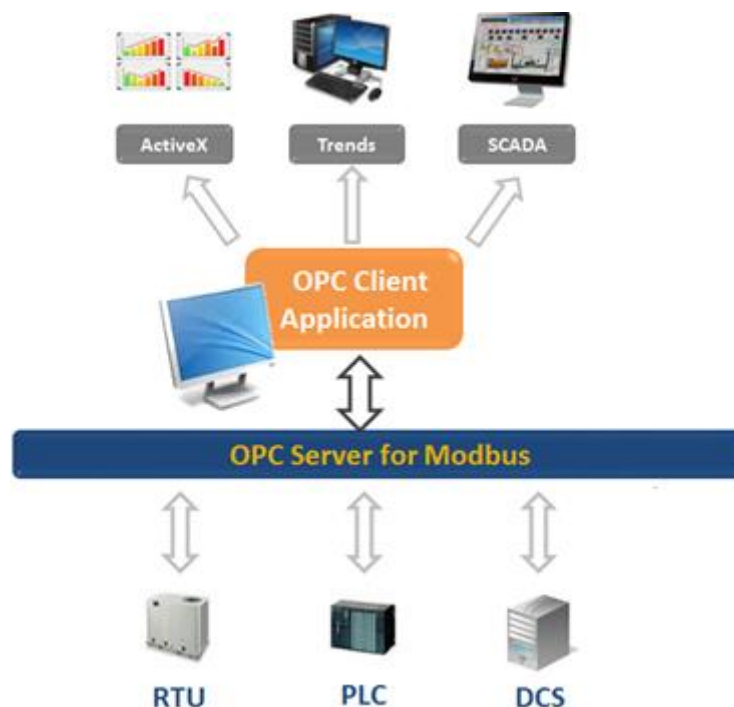 ActiveX
Trends
SCADA
OPC Client
Application
OPC Server for Modbus
RTU
PLC
DCS